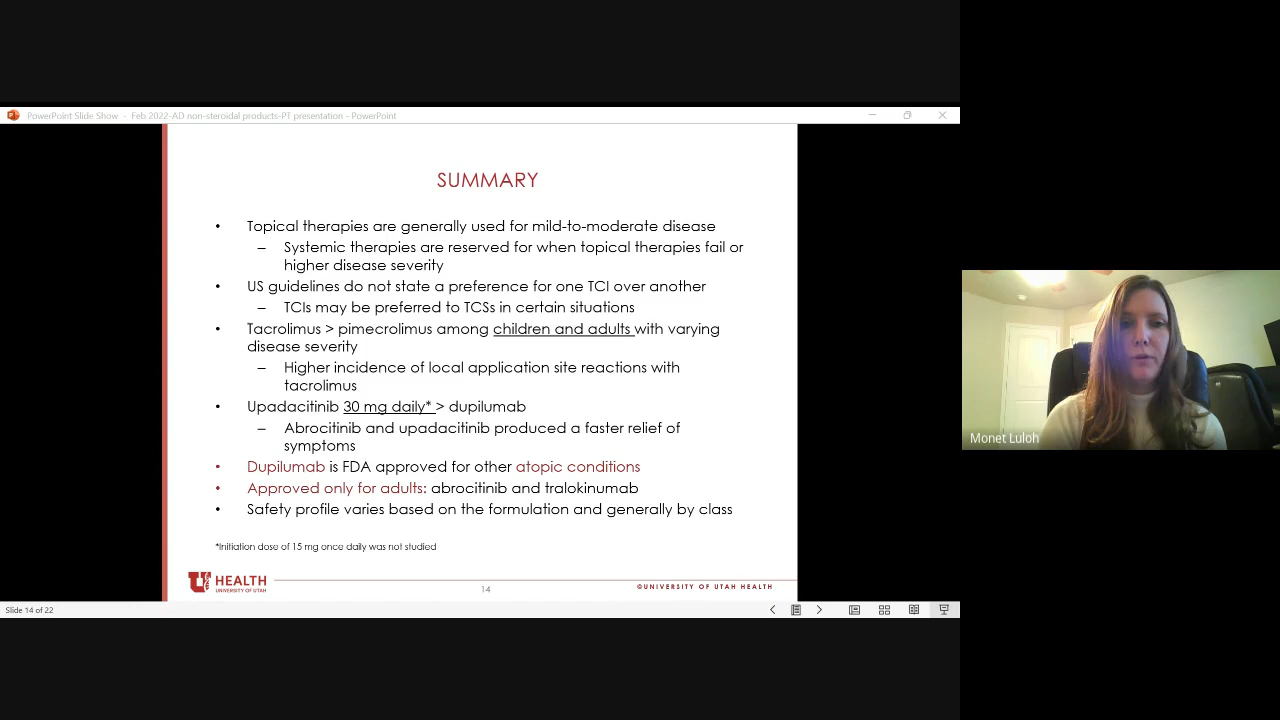 PowerPoint Slide Show - Feb 2022-AD non-steroidal products-PT presentation - PowerPoint
SUMMARY
• Topical therapies are generally used for mild-to-moderate disease
– Systemic therapies are reserved for when topical therapies fail or
higher disease severity
• US guidelines do not state a preference for one TCI over another
– TCIs may be preferred to TCSs in certain situations
• Tacrolimus > pimecrolimus among children and adults with varying
disease severity
– Higher incidence of local application site reactions with
tacrolimus
• Upadacitinib 30 mg daily* > dupilumab
– Abrocitinib and upadacitinib produced a faster relief of
symptoms
• Dupilumab is FDA approved for other atopic conditions
• Approved only for adults: abrocitinib and tralokinumab
• Safety profile varies based on the formulation and generally by class
*Initiation dose of 15 mg once daily was not studied
U HEALTH
UNIVERSITY OF UTAH
14
©UNIVERSITY OF UTAH HEALTH
Slide 14 of 22
Monet Luloh